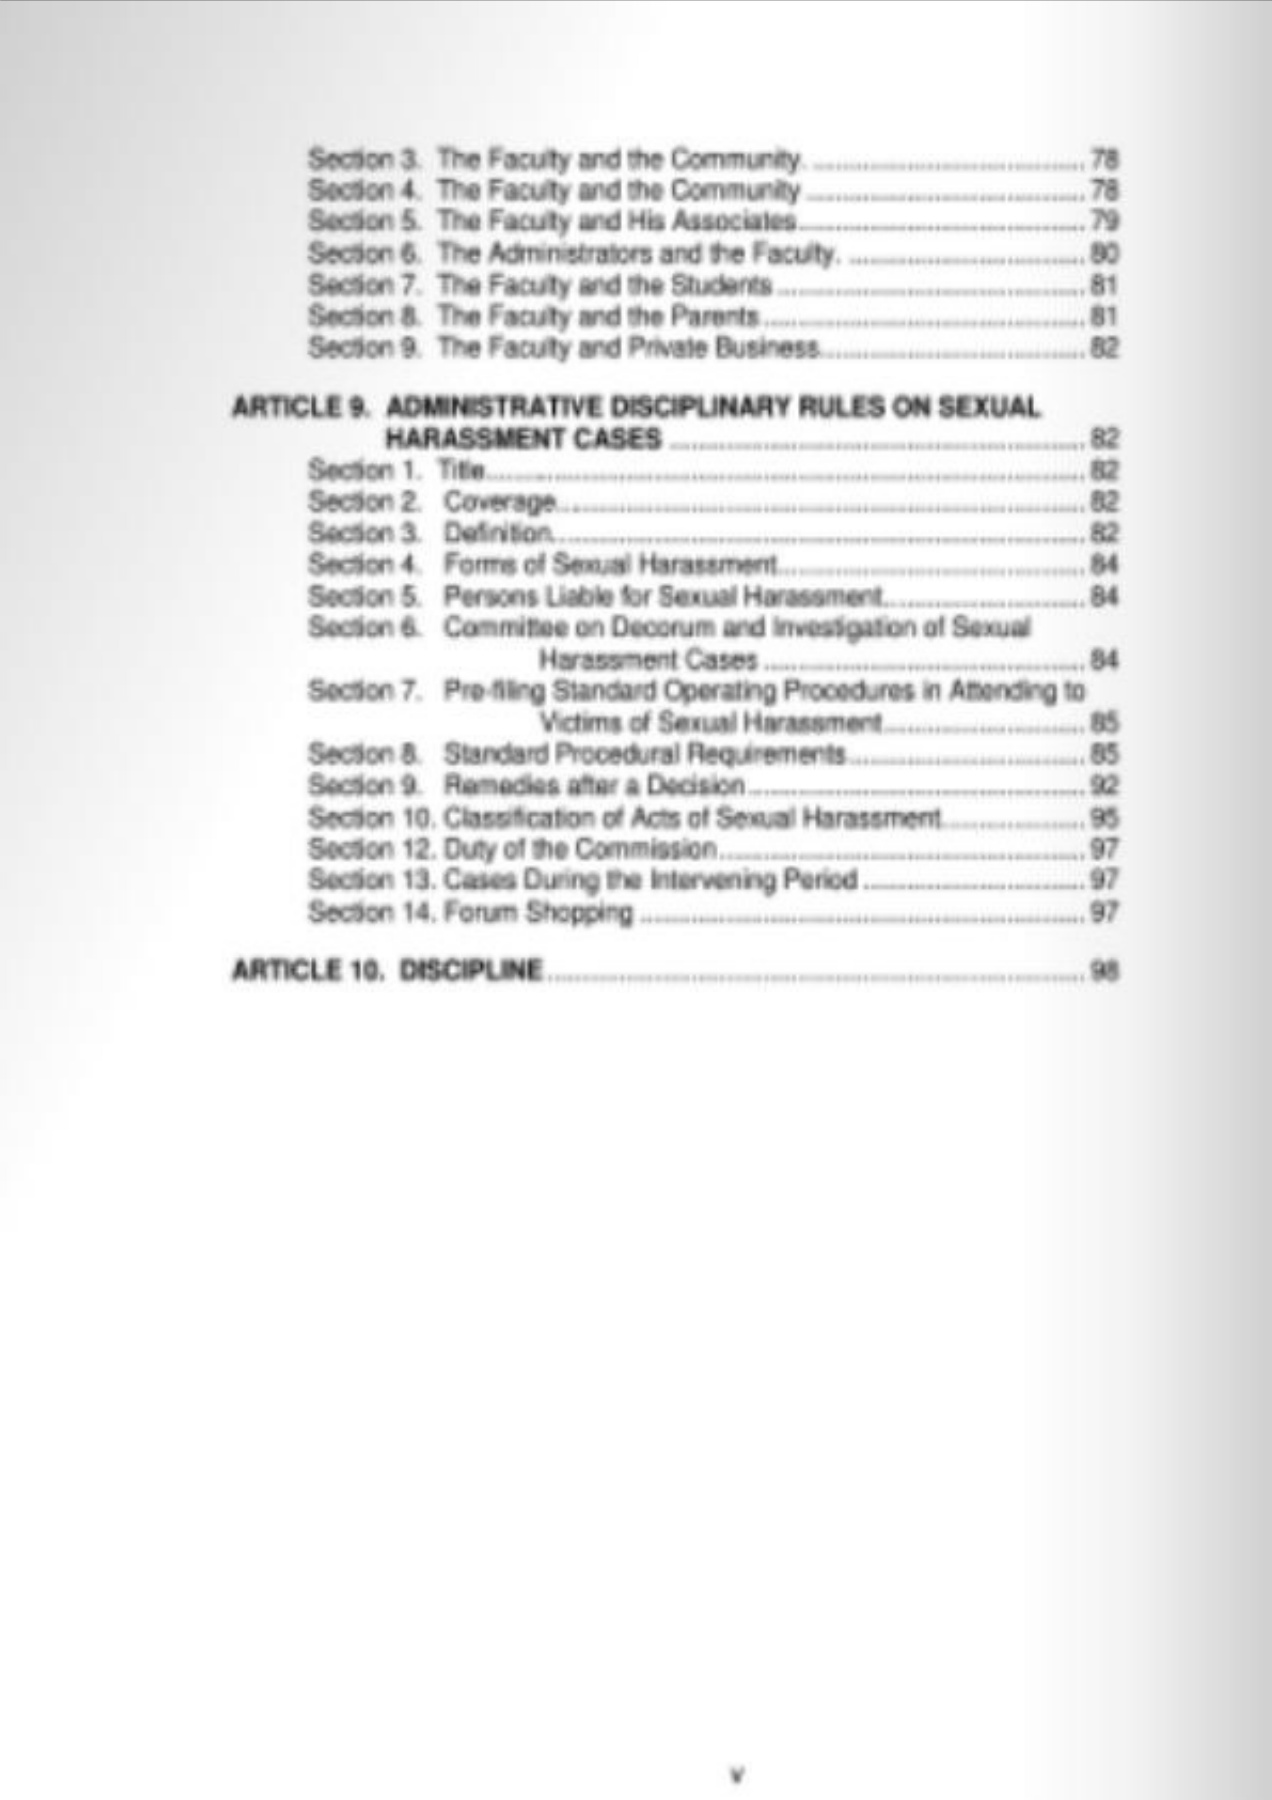 Section 3. The Faculty and the Community. ........ 78
Section 4. The Faculty and the Community ........ 78
Section 5. The Faculty and His Associates........ 79
Section 6. The Administrators and the Faculty. ........ 80
Section 7. The Faculty and the Students ........ 81
Section 8. The Faculty and the Parents ........ 81
Section 9. The Faculty and Private Business........ 82
ARTICLE 9. ADMINISTRATIVE DISCIPLINARY RULES ON SEXUAL
HARASSMENT CASES ........ 82
Section 1. Title........ 82
Section 2. Coverage........ 82
Section 3. Definition........ 82
Section 4. Forms of Sexual Harassment........ 84
Section 5. Persons Liable for Sexual Harassment........ 84
Section 6. Committee on Decorum and Investigation of Sexual
Harassment Cases ........ 84
Section 7. Pre-filing Standard Operating Procedures in Attending to
Victims of Sexual Harassment........ 85
Section 8. Standard Procedural Requirements........ 85
Section 9. Remedies after a Decision........ 92
Section 10. Classification of Acts of Sexual Harassment........ 95
Section 12. Duty of the Commission........ 97
Section 13. Cases During the Intervening Period ........ 97
Section 14. Forum Shopping ........ 97
ARTICLE 10. DISCIPLINE ........ 98
v